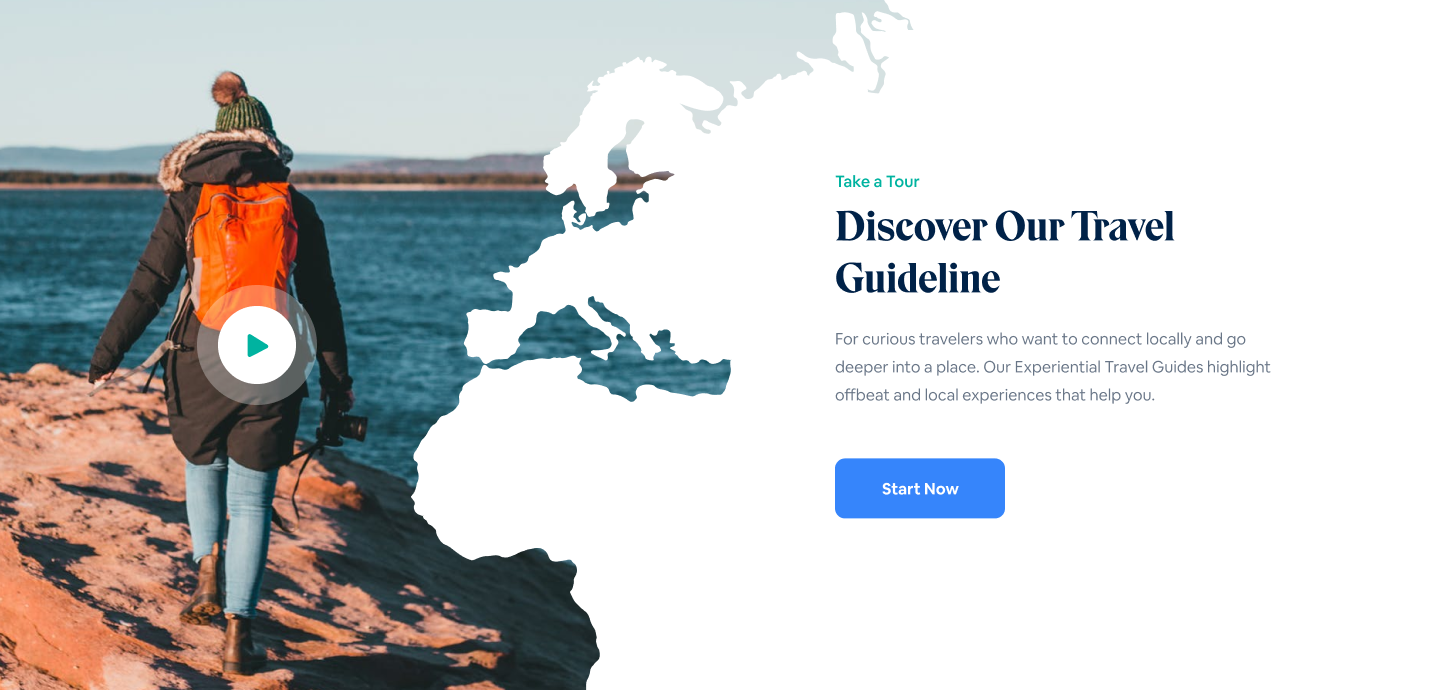 Take a Tour
Discover Our Travel
Guideline
For curious travelers who want to connect locally and go
deeper into a place. Our Experiential Travel Guides highlight
offbeat and local experiences that help you.
Start Now